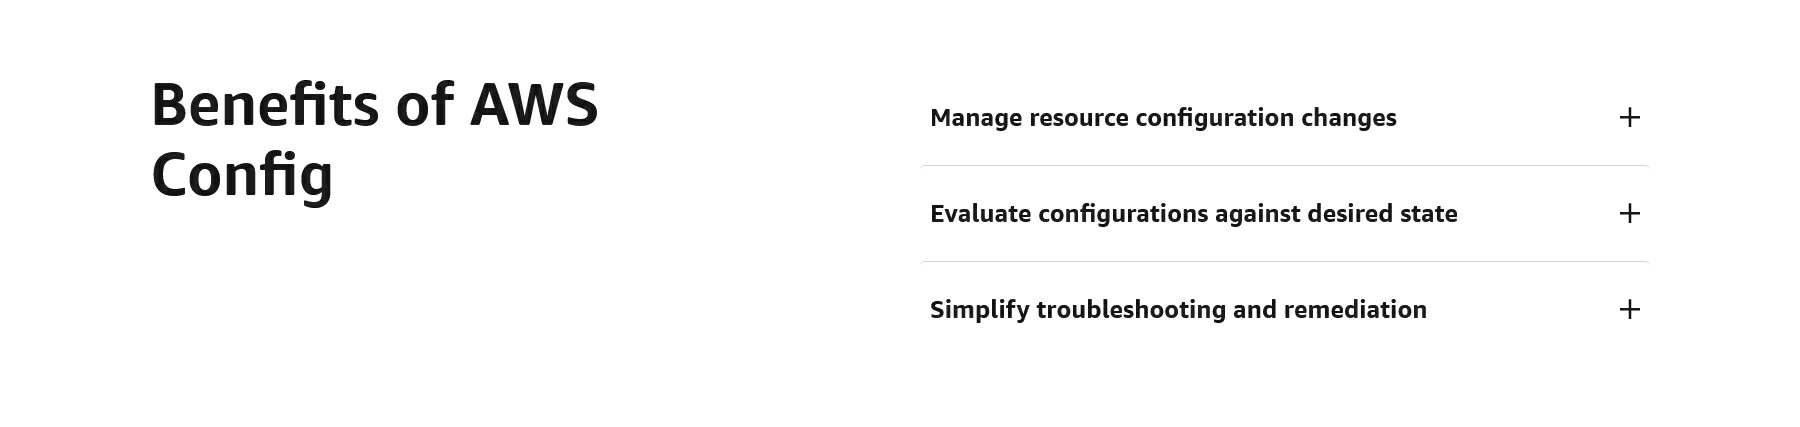 Benefits of AWS
Config
Manage resource configuration changes
Evaluate configurations against desired state
Simplify troubleshooting and remediation